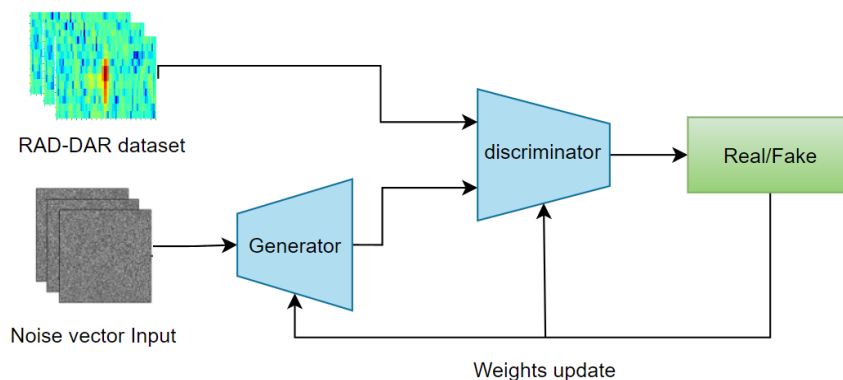 RAD-DAR dataset
discriminator
Real/Fake
Generator
Noise vector Input
Weights update